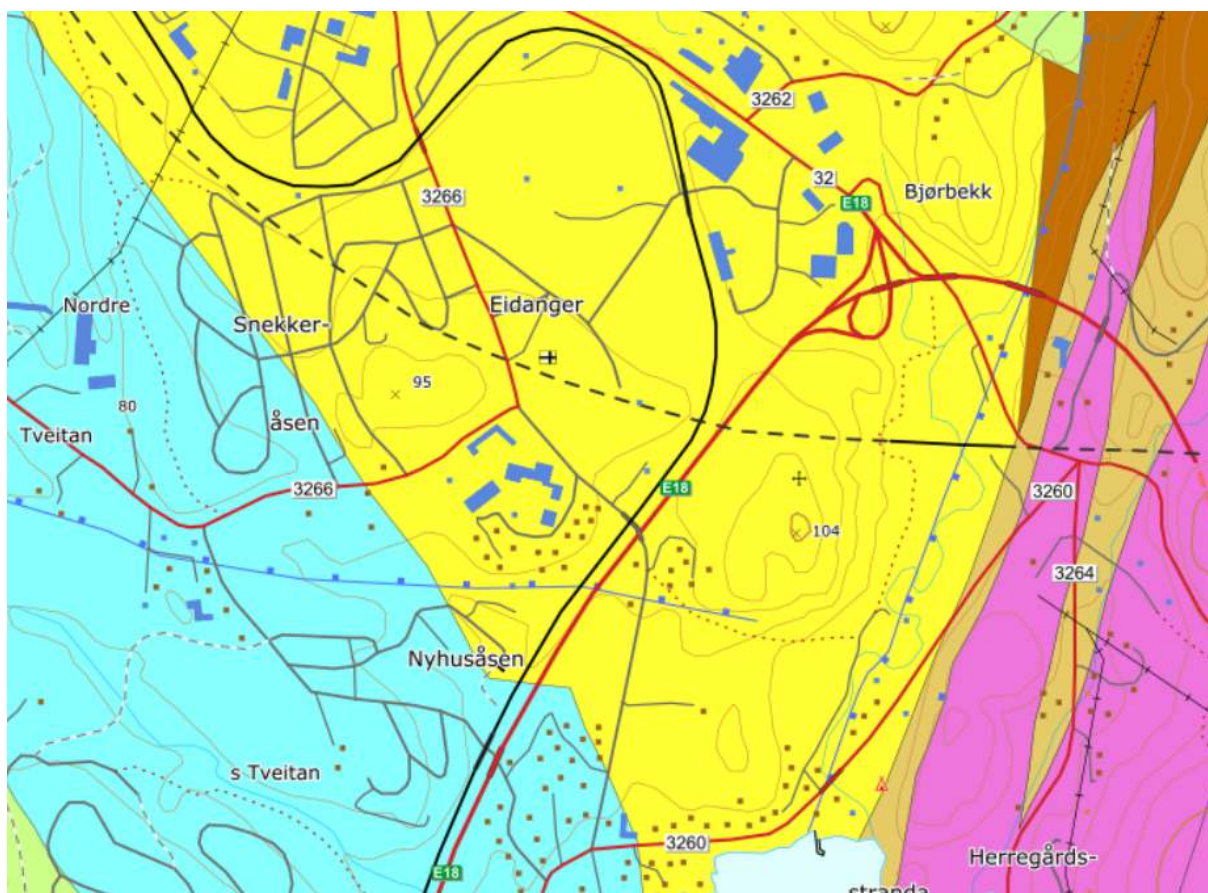 3262
3266
32
Bjørbekk
E18
Nordre
Eidanger
Snekker-
95
80
åsen
Tveitan
3266
E18
3260
104
3264
Nyhusåsen
s Tveitan
3260
Herregårds-
E18
stranda